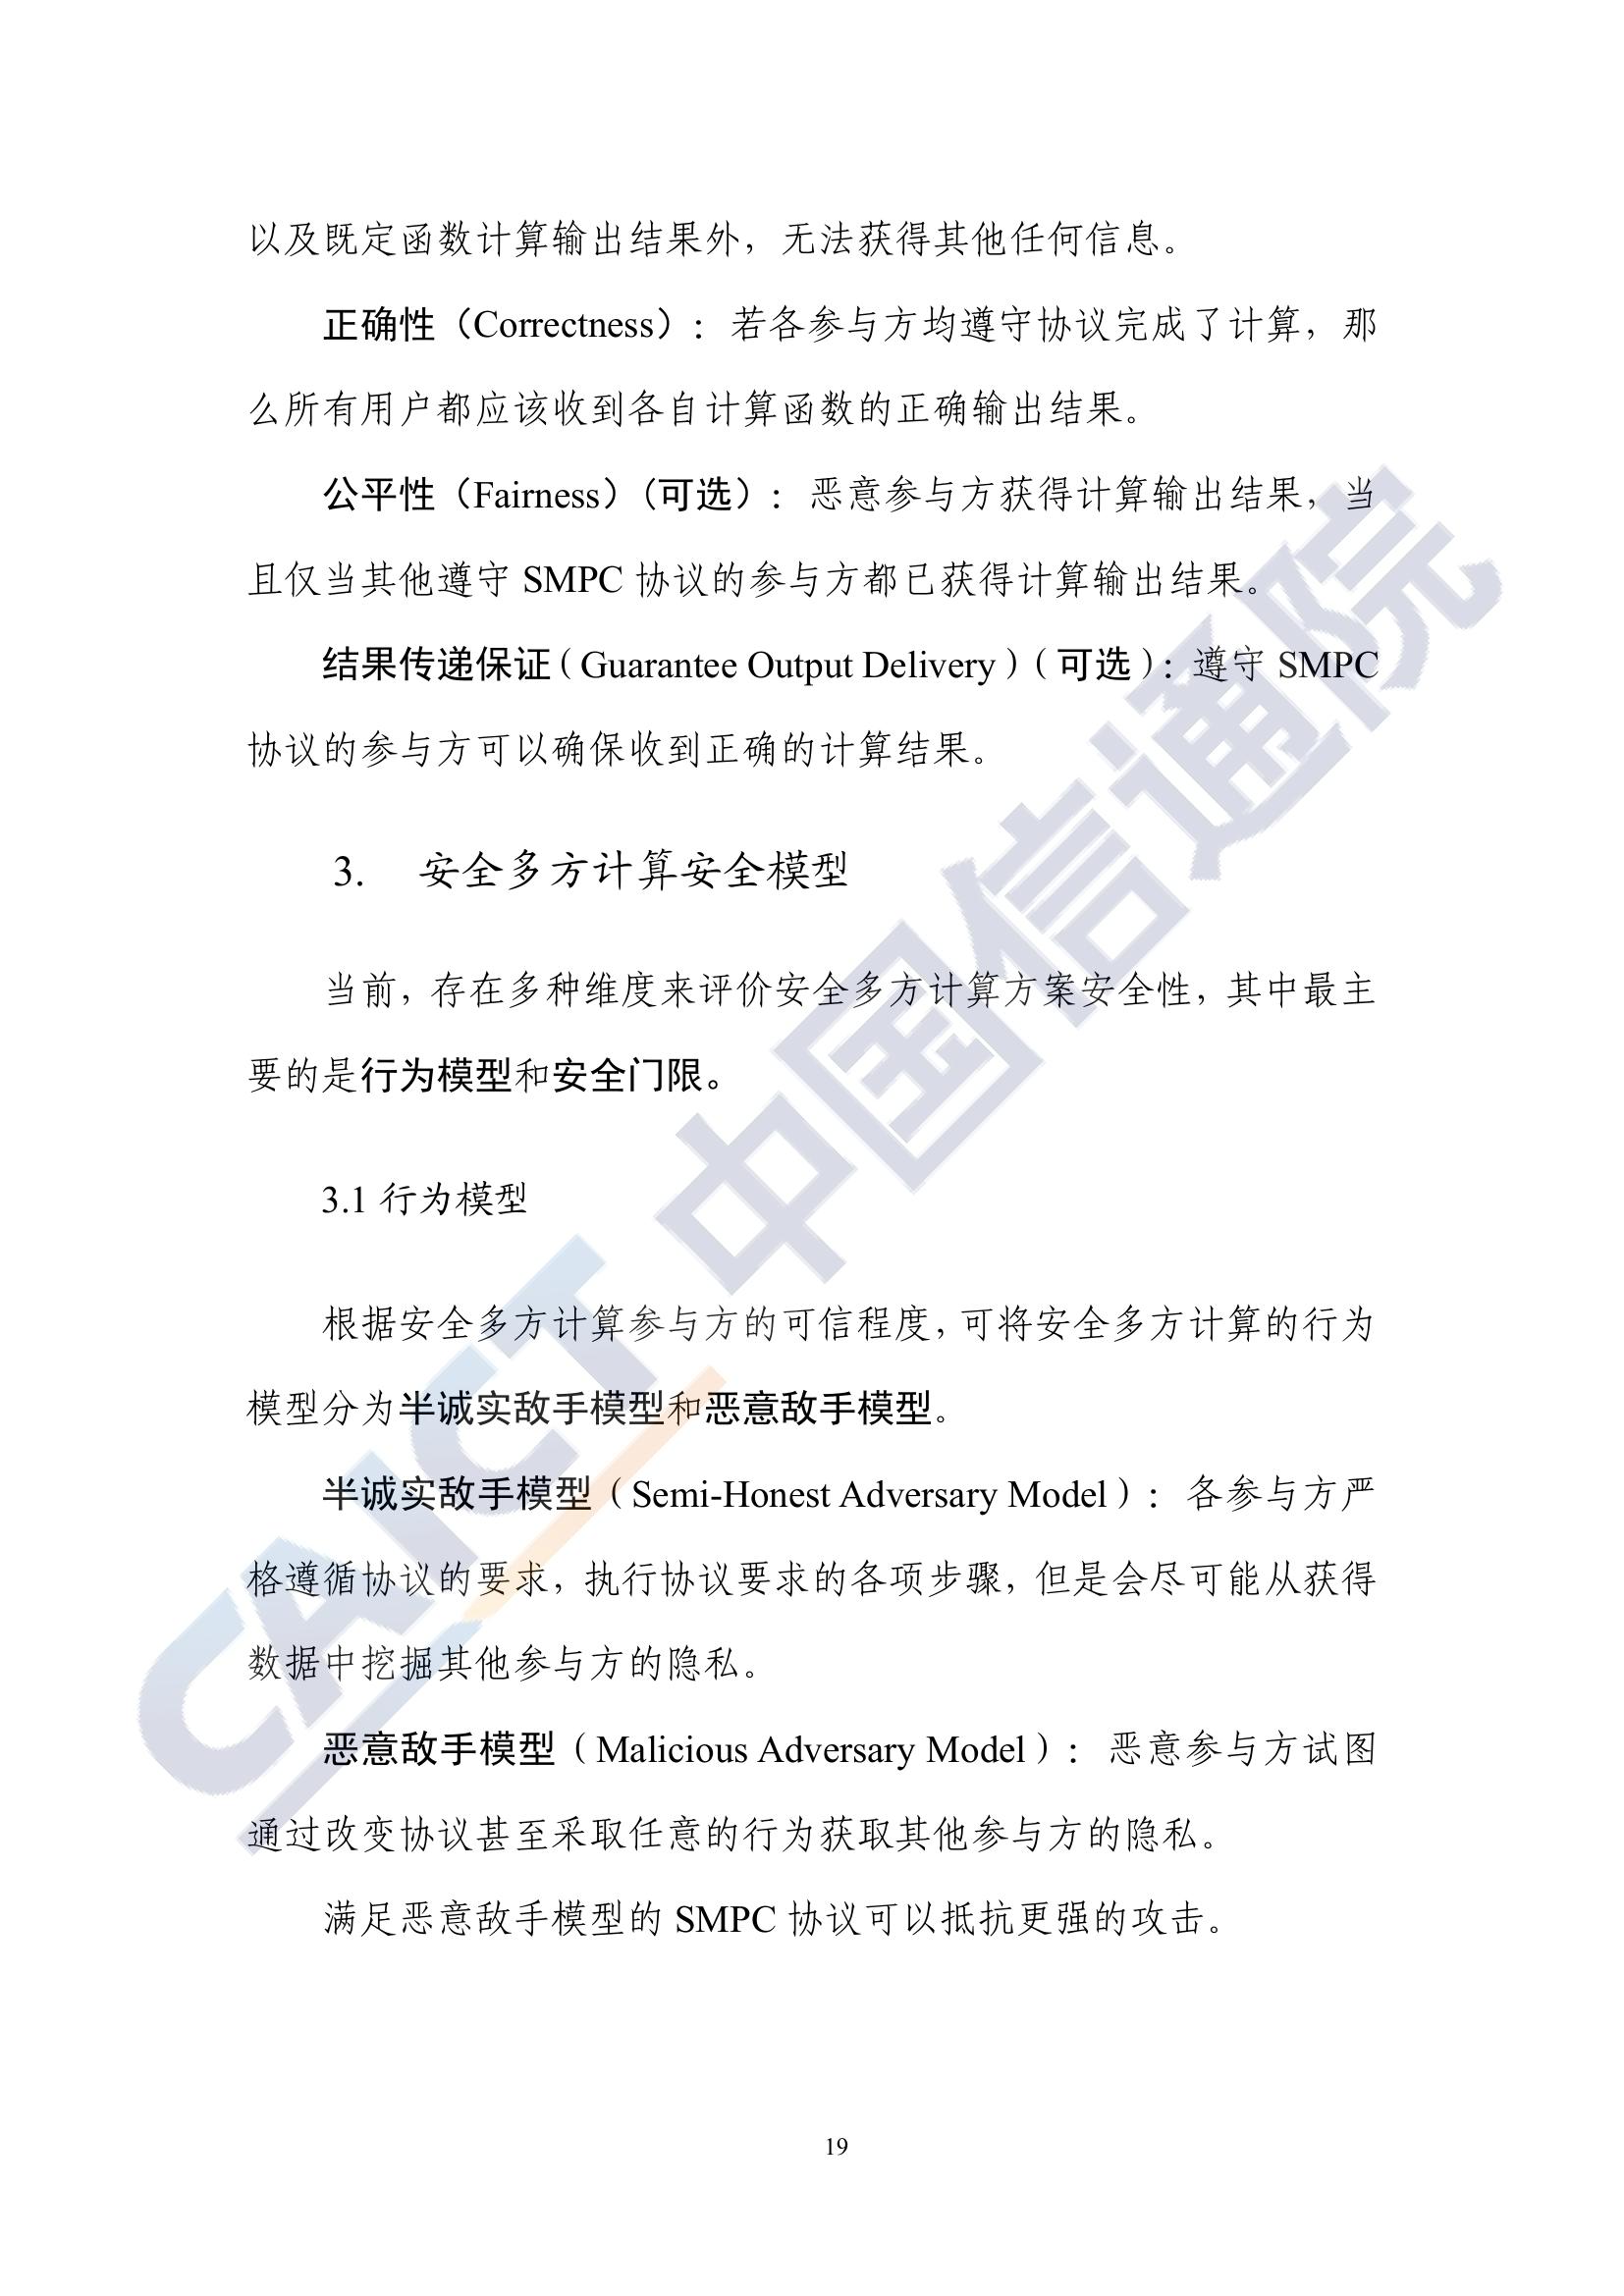 以及既定函数计算输出结果外，无法获得其他任何信息。
正确性（Correctness）：若各参与方均遵守协议完成了计算，那
么所有用户都应该收到各自计算函数的正确输出结果。
公平性（Fairness）（可选）：恶意参与方获得计算输出结果，当
且仅当其他遵守 SMPC 协议的参与方都已获得计算输出结果。
结果传递保证（Guarantee Output Delivery）（可选）：遵守 SMPC
协议的参与方可以确保收到正确的计算结果。
3. 安全多方计算安全模型
当前，存在多种维度来评价安全多方计算方案安全性，其中最主
要的是行为模型和安全门限。
3.1 行为模型
根据安全多方计算参与方的可信程度，可将安全多方计算的行为
模型分为半诚实敌手模型和恶意敌手模型。
半诚实敌手模型（Semi-Honest Adversary Model）：各参与方严
格遵循协议的要求，执行协议要求的各项步骤，但是会尽可能从获得
数据中挖掘其他参与方的隐私。
恶意敌手模型（Malicious Adversary Model）：恶意参与方试图
通过改变协议甚至采取任意的行为获取其他参与方的隐私。
满足恶意敌手模型的 SMPC 协议可以抵抗更强的攻击。
19
CAICT 中国信通院